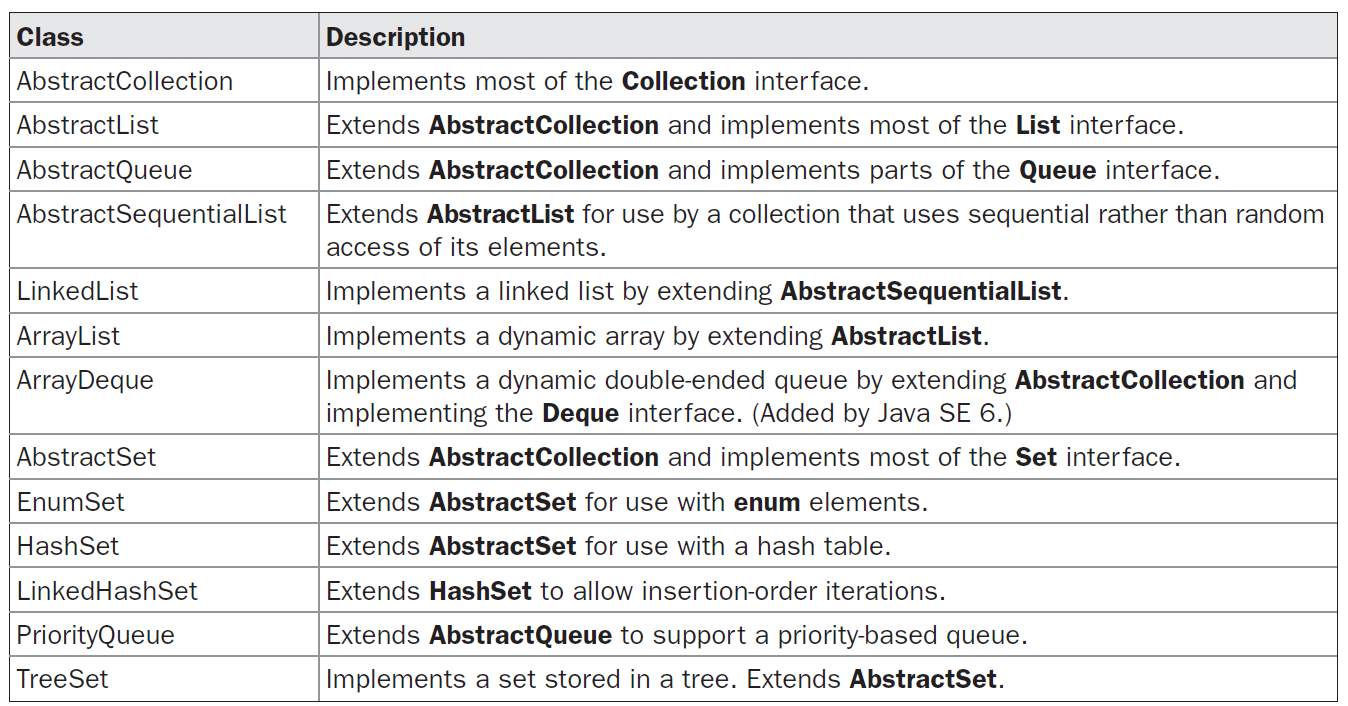 Class Description
AbstractCollection Implements most of the Collection interface.
AbstractList Extends AbstractCollection and implements most of the List interface.
AbstractQueue Extends AbstractCollection and implements parts of the Queue interface.
AbstractSequentialList Extends AbstractList for use by a collection that uses sequential rather than random
access of its elements.
LinkedList Implements a linked list by extending AbstractSequentialList.
ArrayList Implements a dynamic array by extending AbstractList.
ArrayDeque Implements a dynamic double-ended queue by extending AbstractCollection and
implementing the Deque interface. (Added by Java SE 6.)
AbstractSet Extends AbstractCollection and implements most of the Set interface.
EnumSet Extends AbstractSet for use with enum elements.
HashSet Extends AbstractSet for use with a hash table.
LinkedHashSet Extends HashSet to allow insertion-order iterations.
PriorityQueue Extends AbstractQueue to support a priority-based queue.
TreeSet Implements a set stored in a tree. Extends AbstractSet.